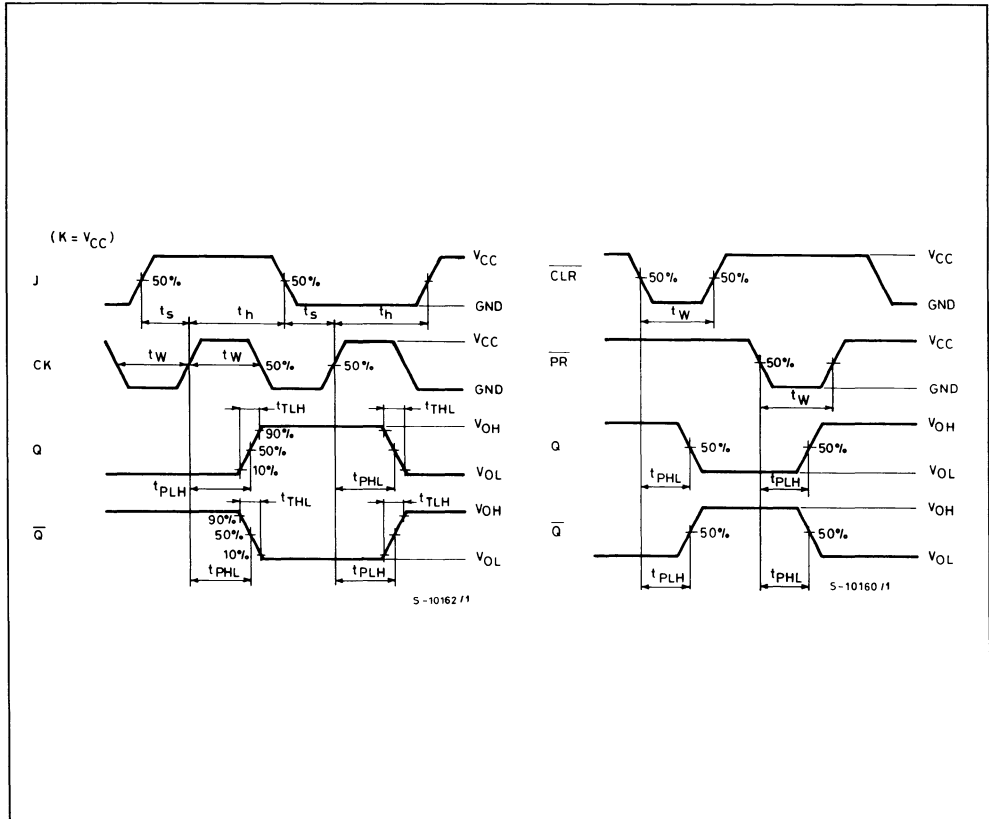 (K = VCC)
J
50%
50%
VCC
GND
ts
th
ts
th
CK
tW
tW
50%
50%
VCC
GND
tTLH
tTHL
Q
90%
50%
10%
VOH
VOL
tPLH
tPHL
tTHL
tTLH
Q̅
90%
50%
10%
VOH
VOL
tPHL
tPLH
S-10162/1
C̅L̅R̅
50%
50%
VCC
GND
tW
P̅R̅
50%
VCC
GND
tW
Q
50%
50%
VOH
VOL
tPHL
tPLH
Q̅
50%
50%
VOH
VOL
tPLH
tPHL
S-10160/1